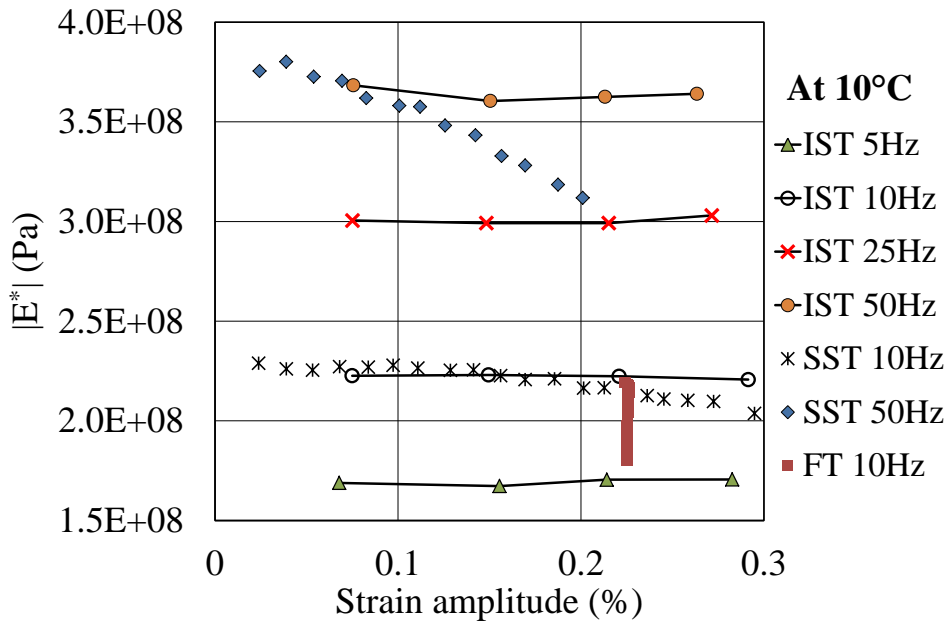 4.0E+08
3.5E+08
3.0E+08
2.5E+08
2.0E+08
1.5E+08
|E*| (Pa)
0
0.1
0.2
0.3
Strain amplitude (%)
At 10°C
IST 5Hz
IST 10Hz
IST 25Hz
IST 50Hz
SST 10Hz
SST 50Hz
FT 10Hz